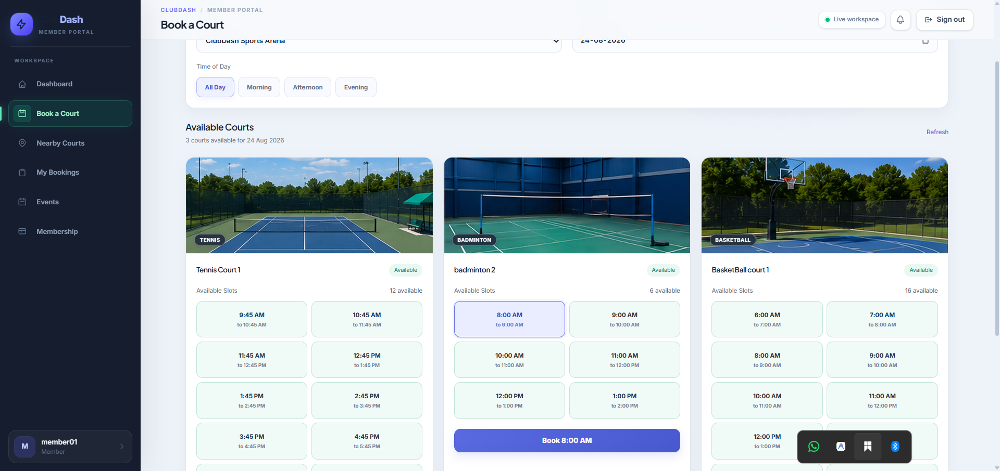 Dash
MEMBER PORTAL
WORKSPACE
Dashboard
Book a Court
Nearby Courts
My Bookings
Events
Membership
M
member01
Member
CLUBDASH / MEMBER PORTAL
Book a Court
Live workspace
Sign out
ClubDash Sports Arena
24-08-2026
Time of Day
All Day
Morning
Afternoon
Evening
Available Courts
3 courts available for 24 Aug 2026
Refresh
TENNIS
Tennis Court 1
Available
Available Slots
12 available
9:45 AM
to 10:45 AM
10:45 AM
to 11:45 AM
11:45 AM
to 12:45 PM
12:45 PM
to 1:45 PM
1:45 PM
to 2:45 PM
2:45 PM
to 3:45 PM
3:45 PM
to 4:45 PM
4:45 PM
to 5:45 PM
BADMINTON
badminton 2
Available
Available Slots
6 available
8:00 AM
to 9:00 AM
9:00 AM
to 10:00 AM
10:00 AM
to 11:00 AM
11:00 AM
to 12:00 PM
12:00 PM
to 1:00 PM
1:00 PM
to 2:00 PM
Book 8:00 AM
BASKETBALL
BasketBall court 1
Available
Available Slots
16 available
6:00 AM
to 7:00 AM
7:00 AM
to 8:00 AM
8:00 AM
to 9:00 AM
9:00 AM
to 10:00 AM
10:00 AM
to 11:00 AM
11:00 AM
to 12:00 PM
12:00 PM
to 1:00 PM